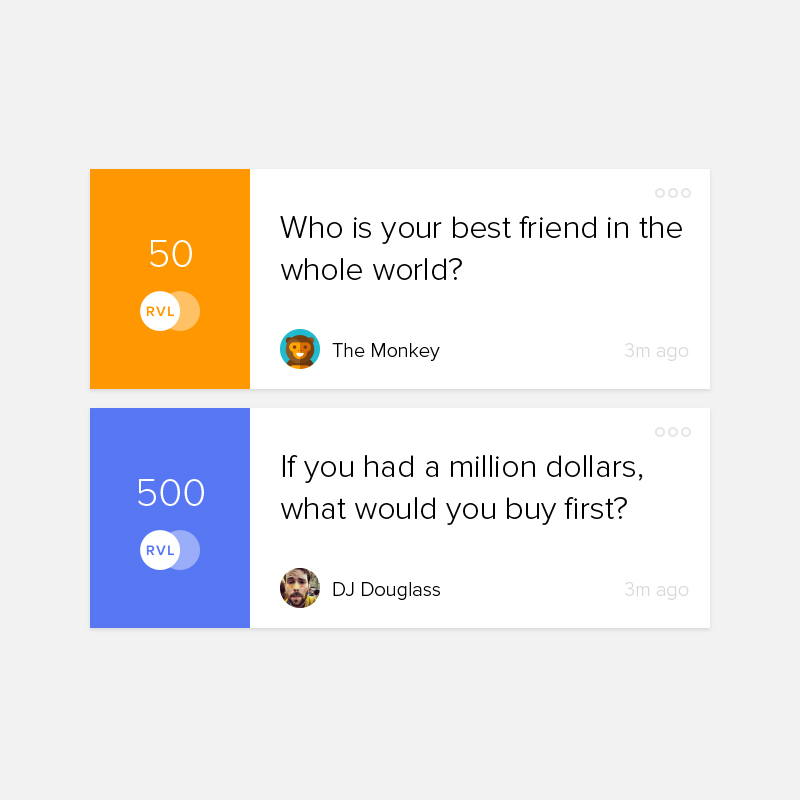 50
RVL
Who is your best friend in the
whole world?
The Monkey
3m ago
500
RVL
If you had a million dollars,
what would you buy first?
DJ Douglass
3m ago